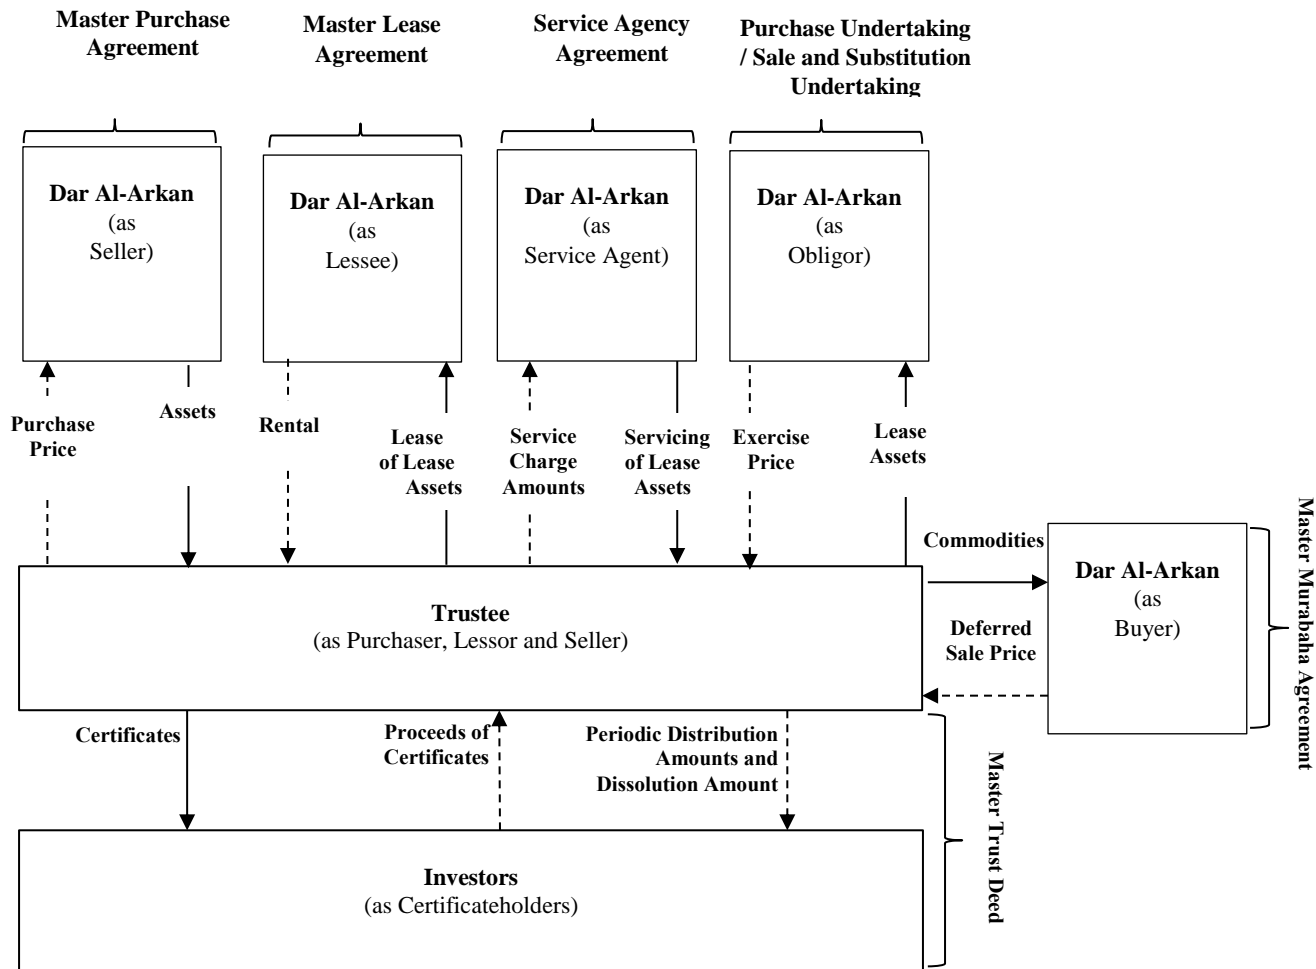 Master Purchase
Agreement
Master Lease
Agreement
Service Agency
Agreement
Purchase Undertaking
/ Sale and Substitution
Undertaking
Dar Al-Arkan
(as
Seller)
Dar Al-Arkan
(as
Lessee)
Dar Al-Arkan
(as
Service Agent)
Dar Al-Arkan
(as
Obligor)
Purchase
Price
Assets
Rental
Lease
of Lease
Assets
Service
Charge
Amounts
Servicing
of Lease
Assets
Exercise
Price
Lease
Assets
Commodities
Deferred
Sale Price
Dar Al-Arkan
(as
Buyer)
Master Murabaha Agreement
Trustee
(as Purchaser, Lessor and Seller)
Certificates
Proceeds of
Certificates
Periodic Distribution
Amounts and
Dissolution Amount
Master Trust Deed
Investors
(as Certificateholders)